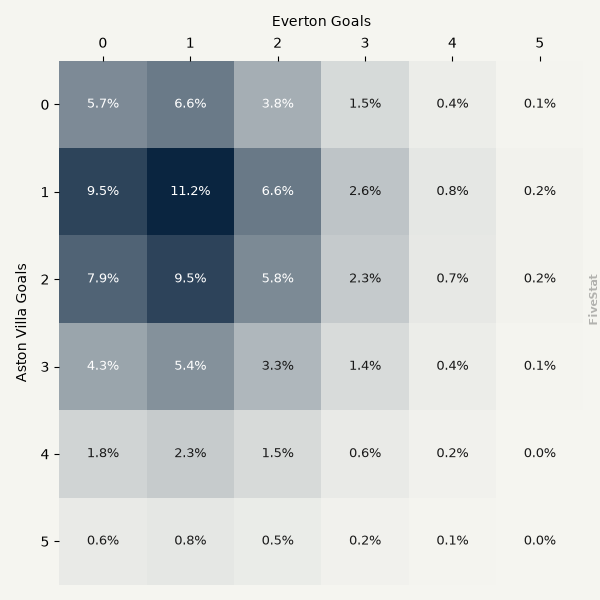 Everton Goals
0 1 2 3 4 5
0 5.7% 6.6% 3.8% 1.5% 0.4% 0.1%
1 9.5% 11.2% 6.6% 2.6% 0.8% 0.2%
2 7.9% 9.5% 5.8% 2.3% 0.7% 0.2%
3 4.3% 5.4% 3.3% 1.4% 0.4% 0.1%
4 1.8% 2.3% 1.5% 0.6% 0.2% 0.0%
5 0.6% 0.8% 0.5% 0.2% 0.1% 0.0%
Aston Villa Goals
FiveStat